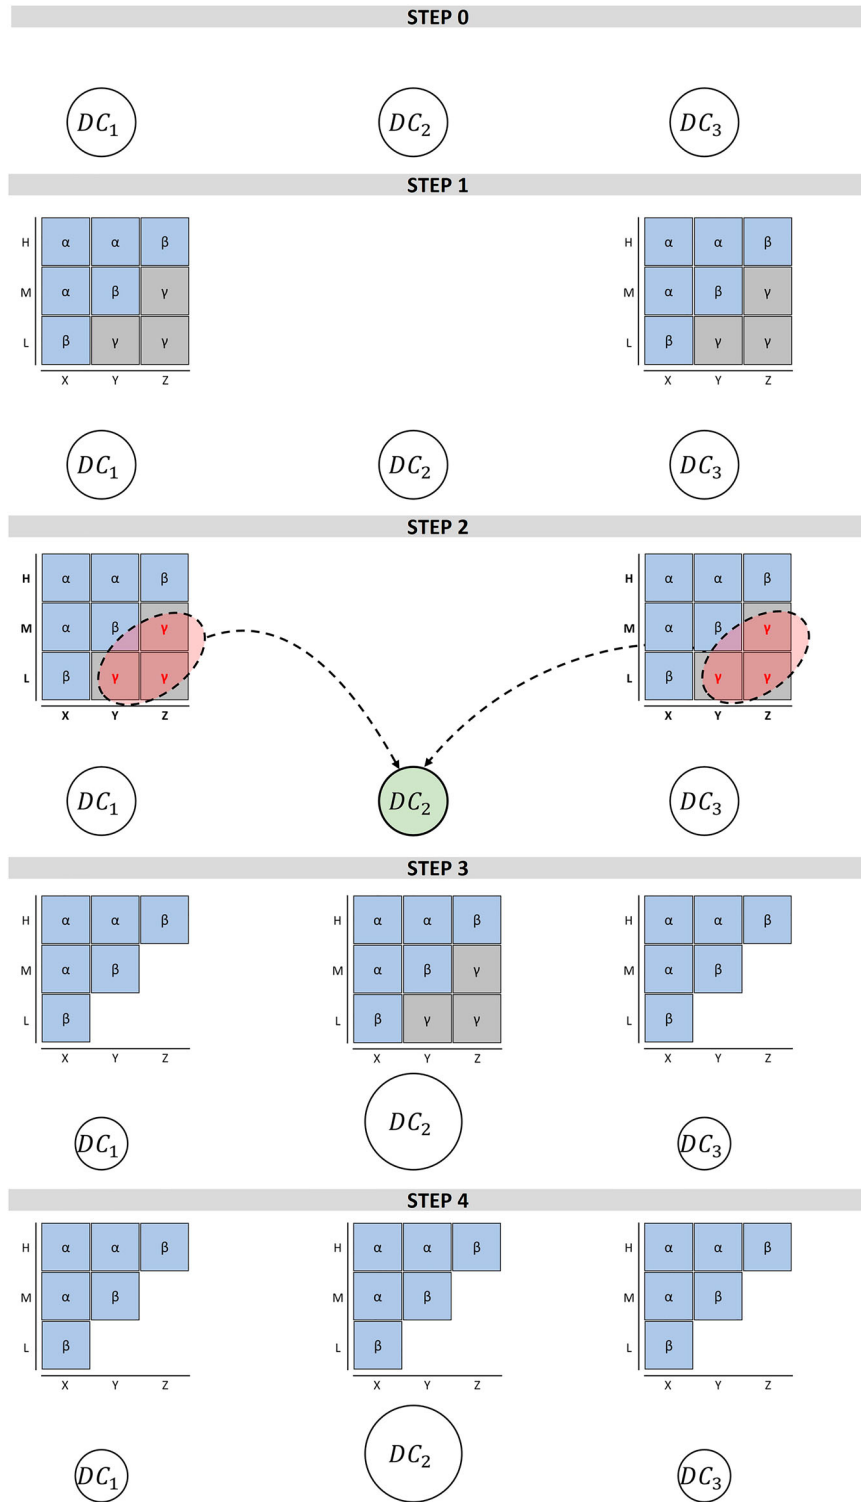 STEP 0
DC₁ DC₂ DC₃
STEP 1
H α α β H α α β
M α β γ M α β γ
L β γ γ L β γ γ
X Y Z X Y Z
DC₁ DC₂ DC₃
STEP 2
H α α β H α α β
M α β γ M α β γ
L β γ γ L β γ γ
X Y Z X Y Z
DC₁ DC₂ DC₃
STEP 3
H α α β H α α β H α α β
M α β M α β γ M α β
L β L β γ γ L β
X Y Z X Y Z X Y Z
DC₁ DC₂ DC₃
STEP 4
H α α β H α α β H α α β
M α β M α β M α β
L β L β L β
X Y Z X Y Z X Y Z
DC₁ DC₂ DC₃